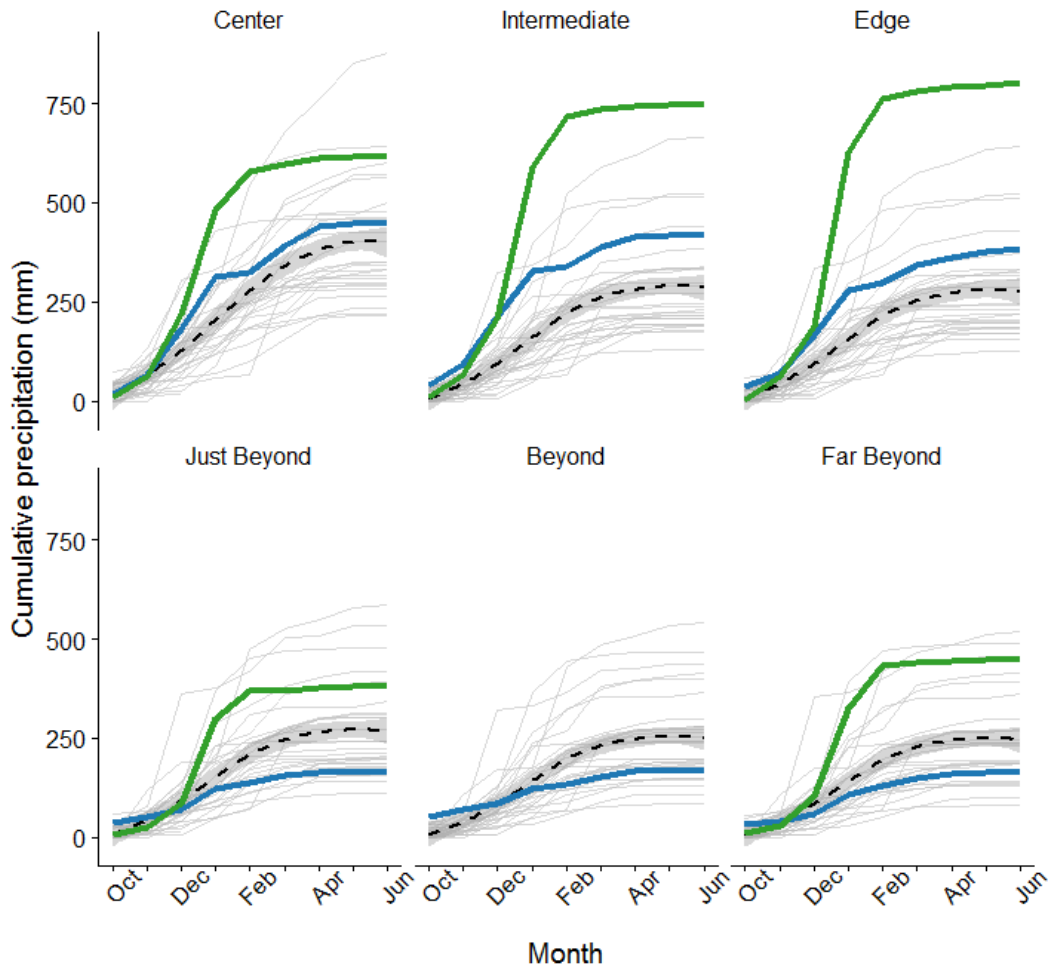 Center
Intermediate
Edge
Cumulative precipitation (mm)
750
500
250
0
Just Beyond
Beyond
Far Beyond
750
500
250
0
Oct
Dec
Feb
Apr
Jun
Oct
Dec
Feb
Apr
Jun
Oct
Dec
Feb
Apr
Jun
Month